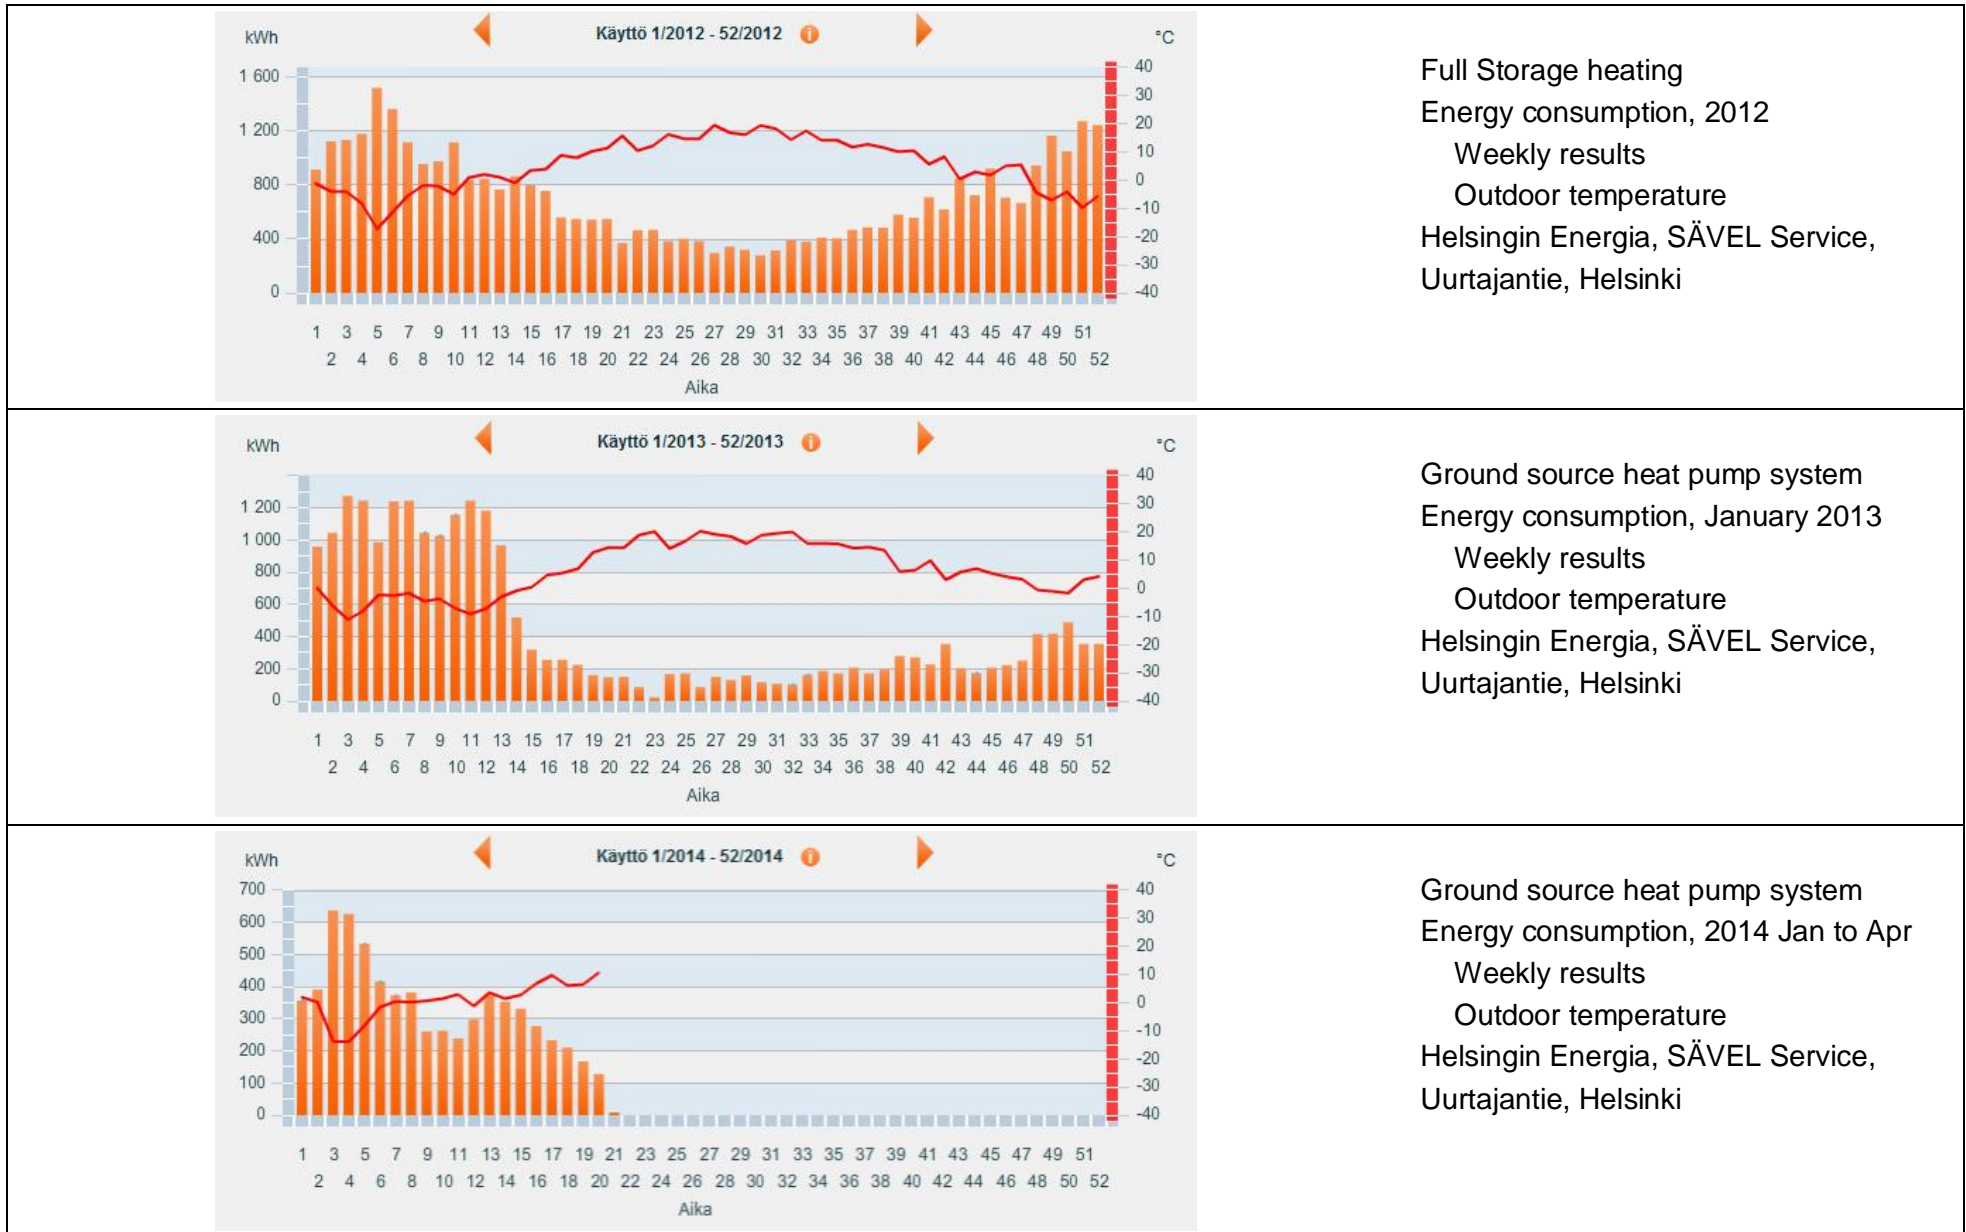 kWh
Käyttö 1/2012 - 52/2012
°C
1 600
1 200
800
400
0
40
30
20
10
0
-10
-20
-30
-40
1 3 5 7 9 11 13 15 17 19 21 23 25 27 29 31 33 35 37 39 41 43 45 47 49 51
2 4 6 8 10 12 14 16 18 20 22 24 26 28 30 32 34 36 38 40 42 44 46 48 50 52
Aika
Full Storage heating
Energy consumption, 2012
Weekly results
Outdoor temperature
Helsingin Energia, SÄVEL Service,
Uurtajantie, Helsinki
kWh
Käyttö 1/2013 - 52/2013
°C
1 200
1 000
800
600
400
200
0
40
30
20
10
0
-10
-20
-30
-40
1 3 5 7 9 11 13 15 17 19 21 23 25 27 29 31 33 35 37 39 41 43 45 47 49 51
2 4 6 8 10 12 14 16 18 20 22 24 26 28 30 32 34 36 38 40 42 44 46 48 50 52
Aika
Ground source heat pump system
Energy consumption, January 2013
Weekly results
Outdoor temperature
Helsingin Energia, SÄVEL Service,
Uurtajantie, Helsinki
kWh
Käyttö 1/2014 - 52/2014
°C
700
600
500
400
300
200
100
0
40
30
20
10
0
-10
-20
-30
-40
1 3 5 7 9 11 13 15 17 19 21 23 25 27 29 31 33 35 37 39 41 43 45 47 49 51
2 4 6 8 10 12 14 16 18 20 22 24 26 28 30 32 34 36 38 40 42 44 46 48 50 52
Aika
Ground source heat pump system
Energy consumption, 2014 Jan to Apr
Weekly results
Outdoor temperature
Helsingin Energia, SÄVEL Service,
Uurtajantie, Helsinki